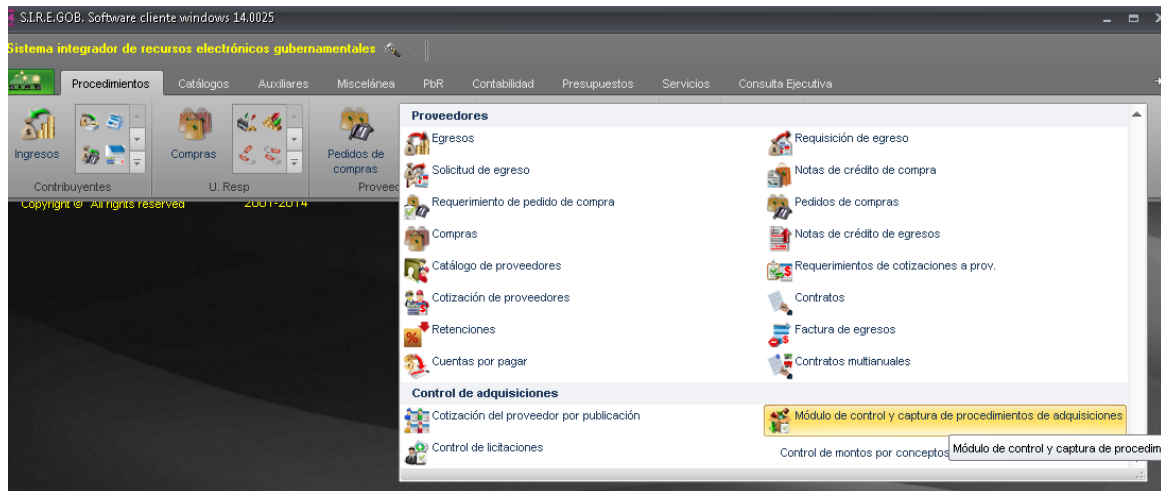 S.I.R.E.GOB. Software cliente windows 14.0025
Sistema integrador de recursos electrónicos gubernamentales
Procedimientos Catálogos Auxiliares Miscelánea PbR Contabilidad Presupuestos Servicios Consulta Ejecutiva
Ingresos
Contribuyentes
Compras
U. Resp
Pedidos de
compras
Proveec
Copyright © All rights reserved 2001-2014
Proveedores
Egresos
Requisición de egreso
Solicitud de egreso
Notas de crédito de compra
Requerimiento de pedido de compra
Pedidos de compras
Compras
Notas de crédito de egresos
Catálogo de proveedores
Requerimientos de cotizaciones a prov.
Cotización de proveedores
Contratos
Retenciones
Factura de egresos
Cuentas por pagar
Contratos multianuales
Control de adquisiciones
Cotización del proveedor por publicación
Módulo de control y captura de procedimientos de adquisiciones
Control de licitaciones
Control de montos por conceptos
Módulo de control y captura de procedim